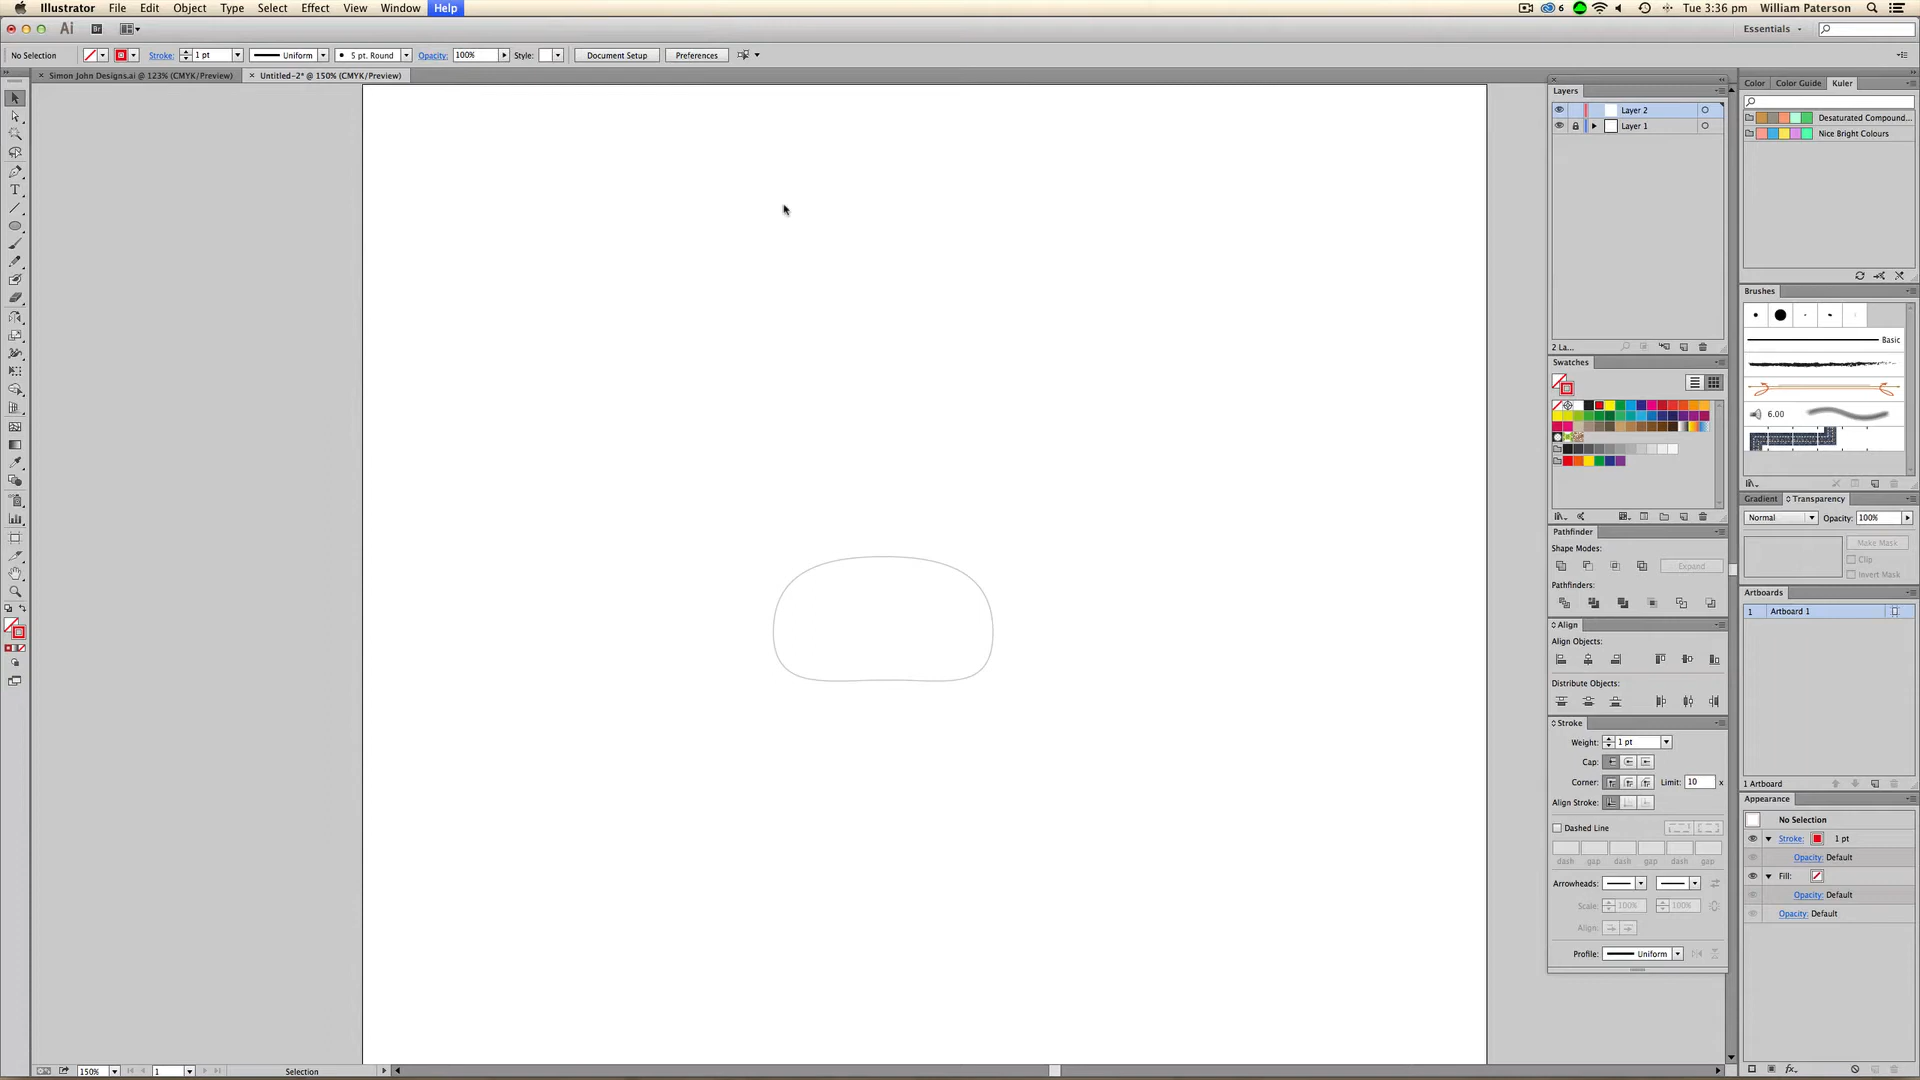 Illustrator File Edit Object Type Select Effect View Window Help 6 Tue 3:36 pm William Paterson
Ai Br Essentials
No Selection Stroke: 1 pt Uniform 5 pt. Round Opacity: 100% Style: Document Setup Preferences
× Simon John Designs.ai @ 123% (CMYK/Preview) × Untitled-2* @ 150% (CMYK/Preview)
Layers
Layer 2
Layer 1
2 La...
Color Color Guide Kuler
Desaturated Compound...
Nice Bright Colours
Brushes
Basic
6.00
Swatches
Gradient Transparency
Normal Opacity: 100%
Make Mask
Clip
Invert Mask
Pathfinder
Shape Modes:
Expand
Pathfinders:
Artboards
1 Artboard 1
1 Artboard
Align
Align Objects:
Distribute Objects:
Stroke
Weight: 1 pt
Cap:
Corner: Limit: 10 x
Align Stroke:
Dashed Line
dash gap dash gap dash gap
Arrowheads:
Scale: 100% 100%
Align:
Profile: Uniform
Appearance
No Selection
Stroke: 1 pt
Opacity: Default
Fill:
Opacity: Default
Opacity: Default
fx
150% 1 Selection